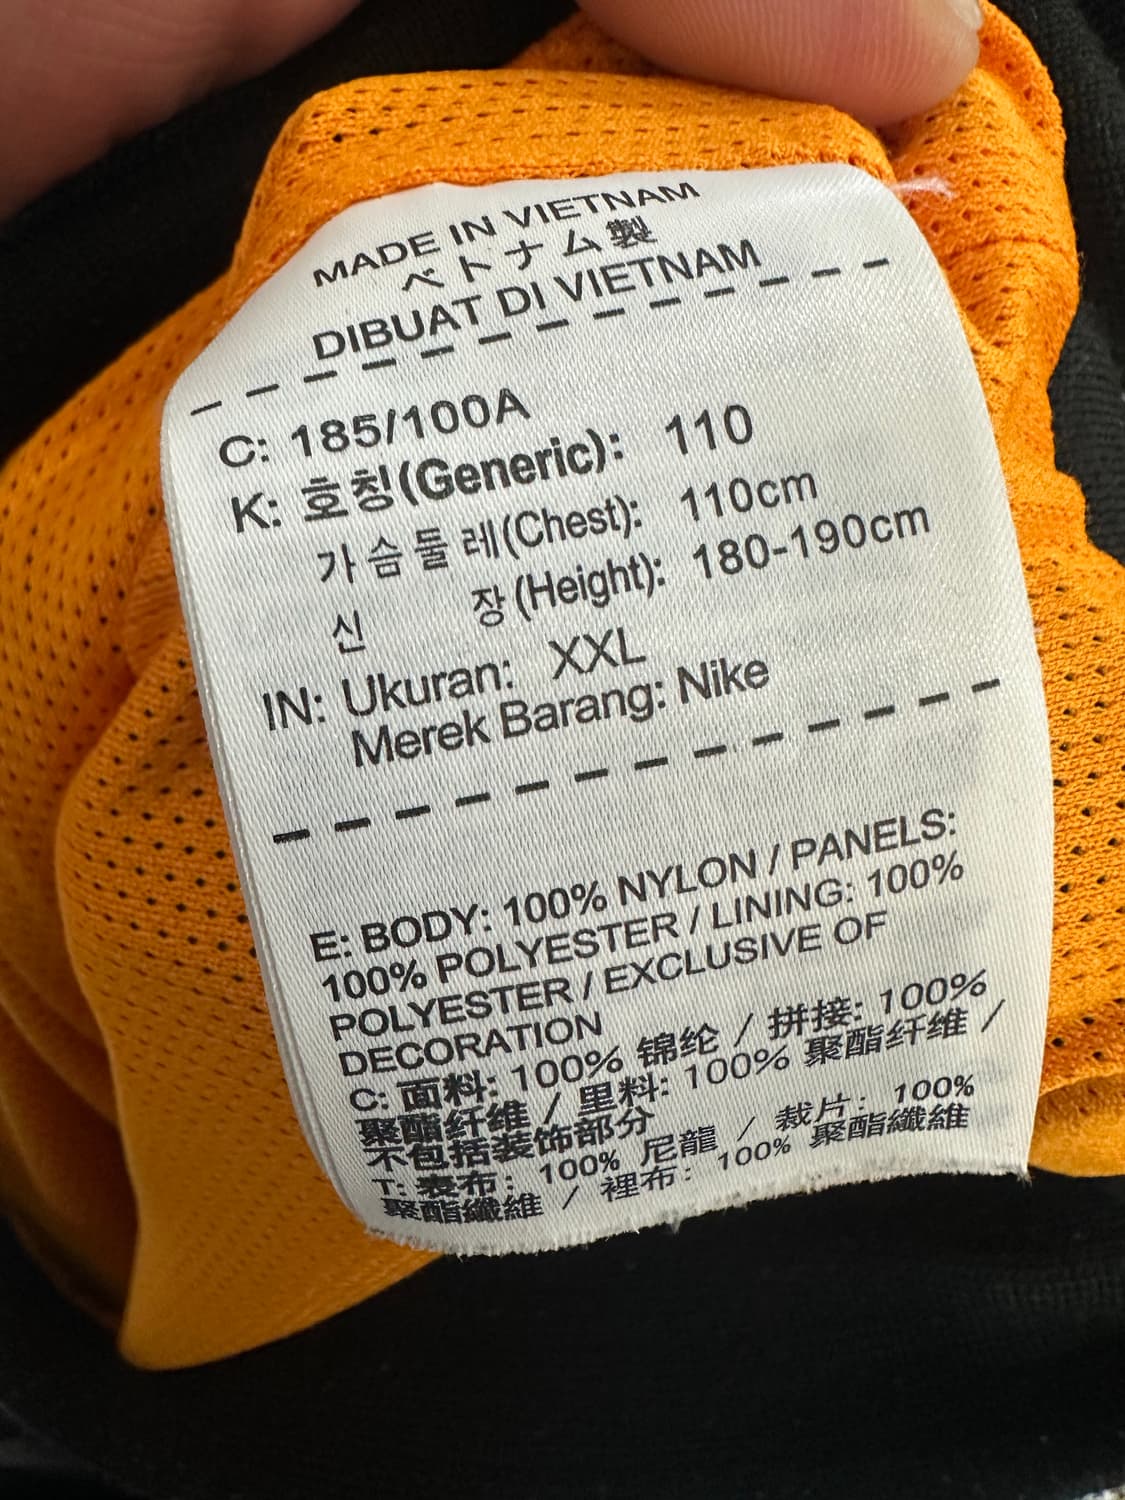 MADE IN VIETNAM
ベトナム製
DIBUAT DI VIETNAM
C: 185/100A
K: 호칭(Generic): 110
가슴둘레(Chest): 110cm
신 장(Height): 180-190cm
IN: Ukuran: XXL
Merek Barang: Nike
E: BODY: 100% NYLON / PANELS:
100% POLYESTER / LINING: 100%
POLYESTER / EXCLUSIVE OF
DECORATION
C: 面料: 100% 锦纶 / 拼接: 100%
聚酯纤维 / 里料: 100% 聚酯纤维 /
不包括装饰部分
T: 表布: 100% 尼龍 / 裁片: 100%
聚酯纖維 / 裡布: 100% 聚酯纖維